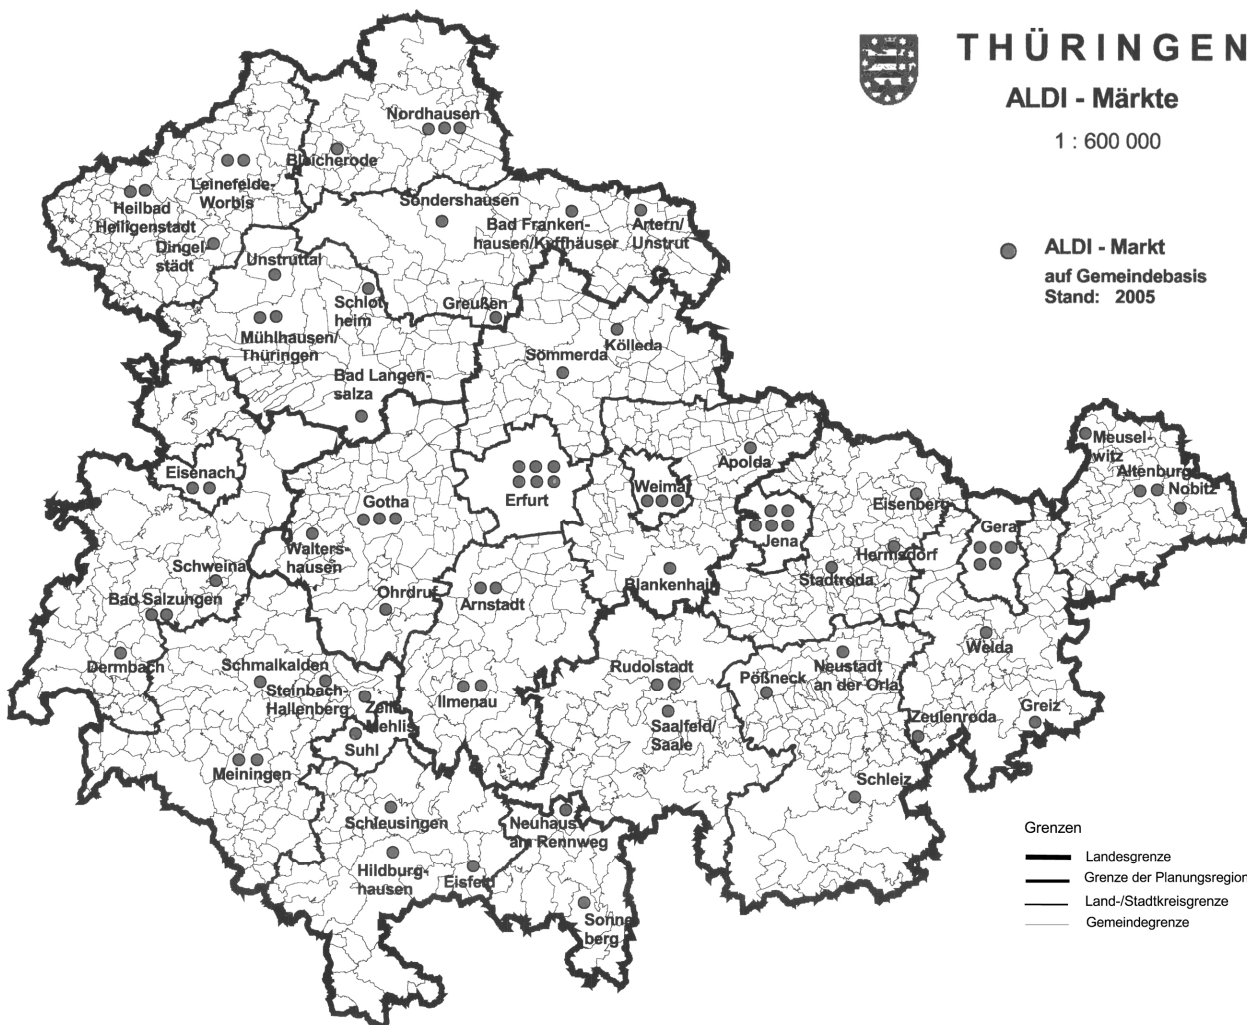 THÜRINGEN
ALDI - Märkte
1 : 600 000
ALDI - Markt
auf Gemeindebasis
Stand: 2005
Nordhausen
Bleicherode
Leinefelde-
Worbis
Heilbad
Heiligenstadt
Dingel-
städt
Sondershausen
Bad Franken-
hausen/Kyffhäuser
Artern/
Unstrut
Unstruttal
Schlot
heim
Greußen
Mühlhausen/
Thüringen
Kölleda
Sömmerda
Bad Langen-
salza
Eisenach
Gotha
Erfurt
Weimar
Apolda
Jena
Eisenberg
Gera
Meusel-
witz
Altenburg
Nobitz
Walters-
hausen
Hermsdorf
Stadtroda
Schweina
Blankenhain
Ohrdruf
Arnstadt
Bad Salzungen
Weida
Dermbach
Schmalkalden
Steinbach-
Hallenberg
Zella-
Mehlis
Ilmenau
Rudolstadt
Saalfeld/
Saale
Pößneck
Neustadt
an der Orla
Zeulenroda
Greiz
Suhl
Meiningen
Schleiz
Schleusingen
Neuhaus
am Rennweg
Hildburg-
hausen
Eisfeld
Sonne-
berg
Grenzen
Landesgrenze
Grenze der Planungsregion
Land-/Stadtkreisgrenze
Gemeindegrenze